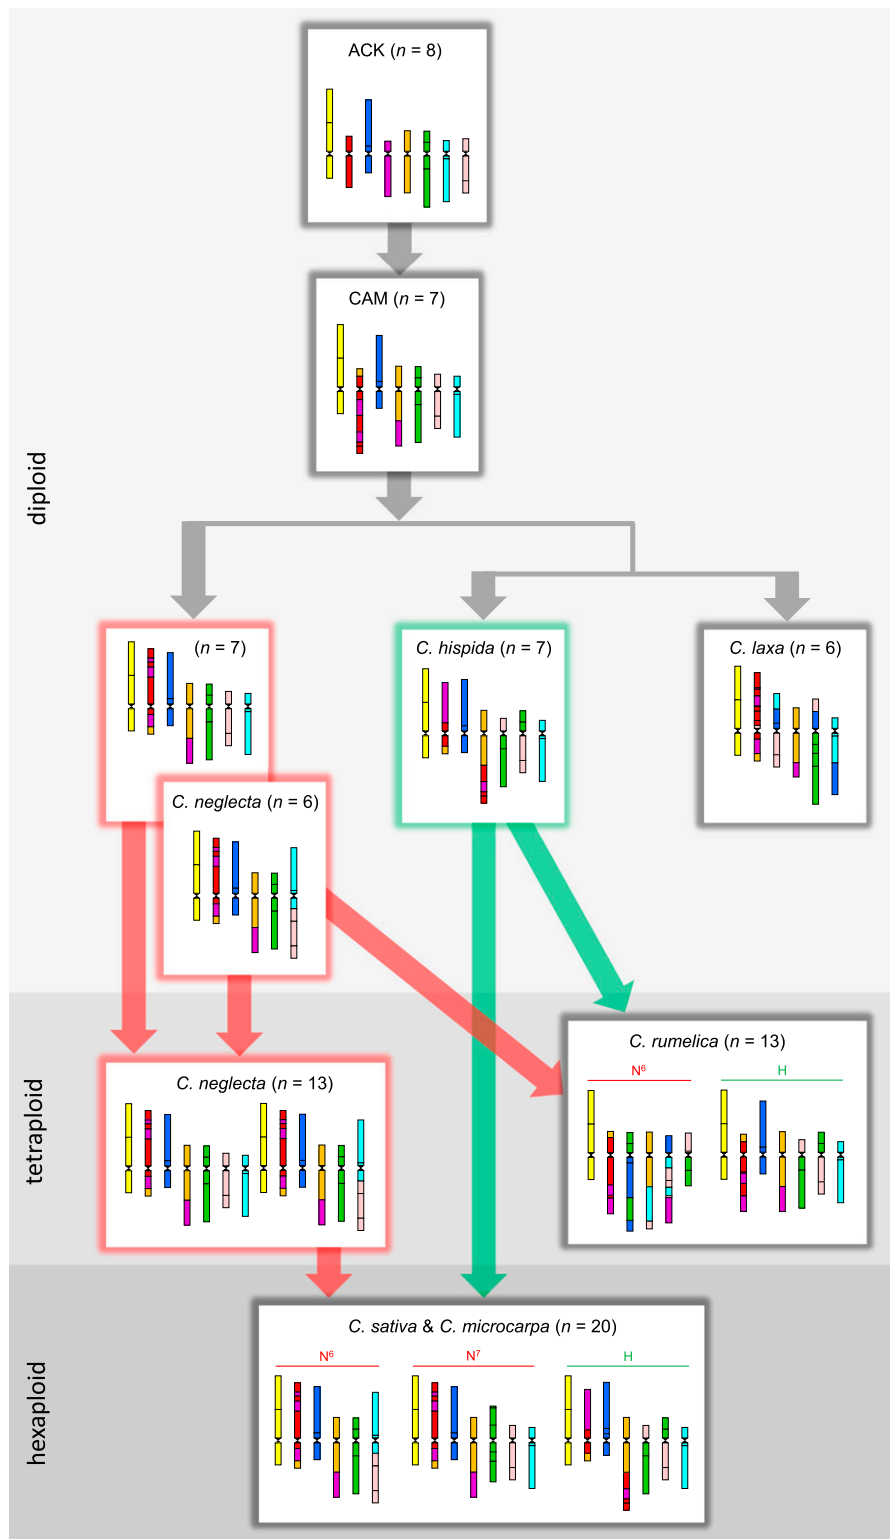 ACK (n = 8)
CAM (n = 7)
diploid
(n = 7)
C. hispida (n = 7)
C. laxa (n = 6)
C. neglecta (n = 6)
tetraploid
C. rumelica (n = 13)
N⁶ H
C. neglecta (n = 13)
hexaploid
C. sativa & C. microcarpa (n = 20)
N⁶ N⁷ H